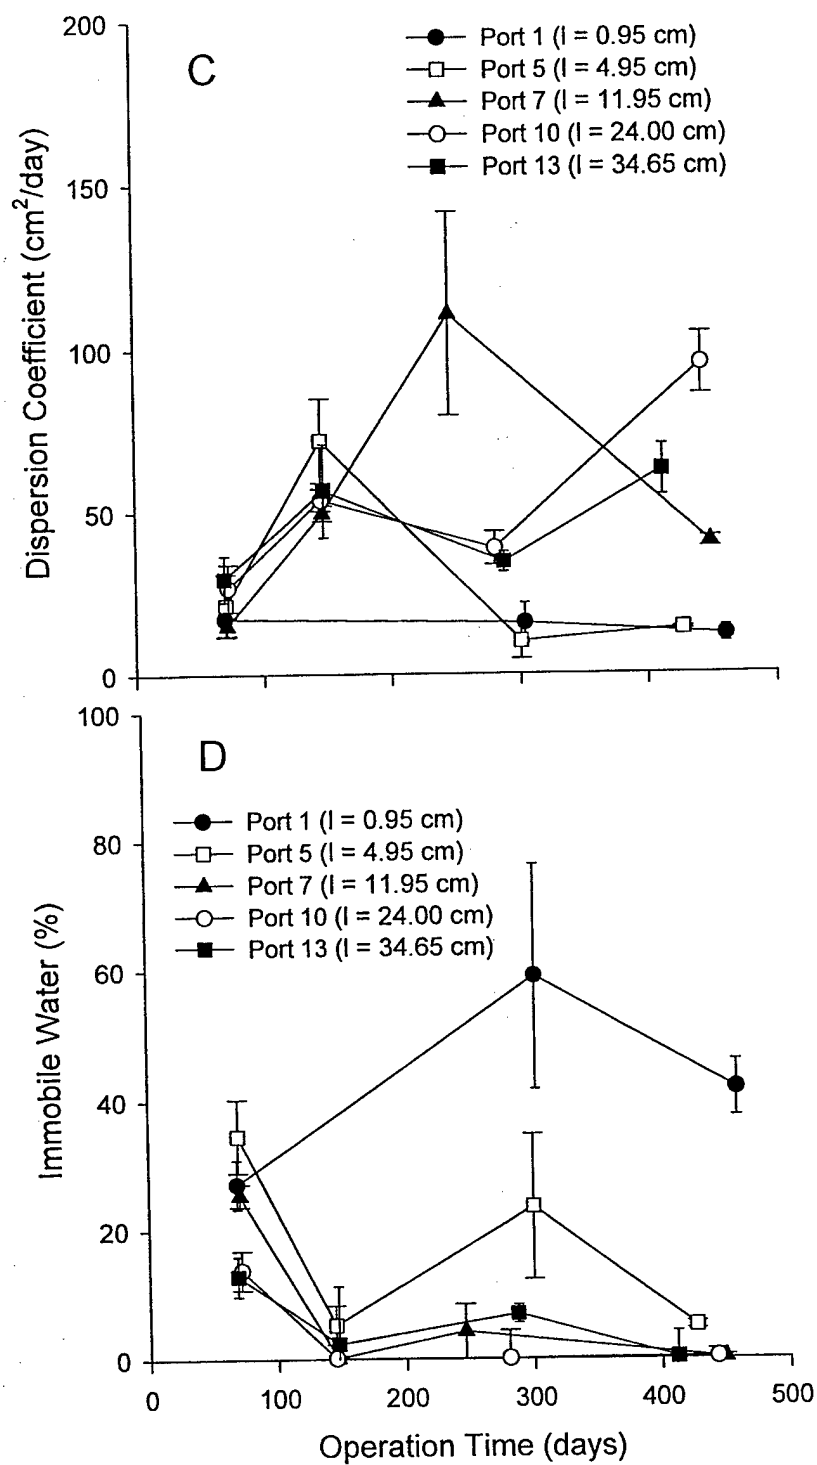 200
C
Port 1 (l = 0.95 cm)
Port 5 (l = 4.95 cm)
Port 7 (l = 11.95 cm)
Port 10 (l = 24.00 cm)
Port 13 (l = 34.65 cm)
150
100
50
0
Dispersion Coefficient (cm²/day)
100
D
Port 1 (l = 0.95 cm)
Port 5 (l = 4.95 cm)
Port 7 (l = 11.95 cm)
Port 10 (l = 24.00 cm)
Port 13 (l = 34.65 cm)
80
60
40
20
0
Immobile Water (%)
0 100 200 300 400 500
Operation Time (days)